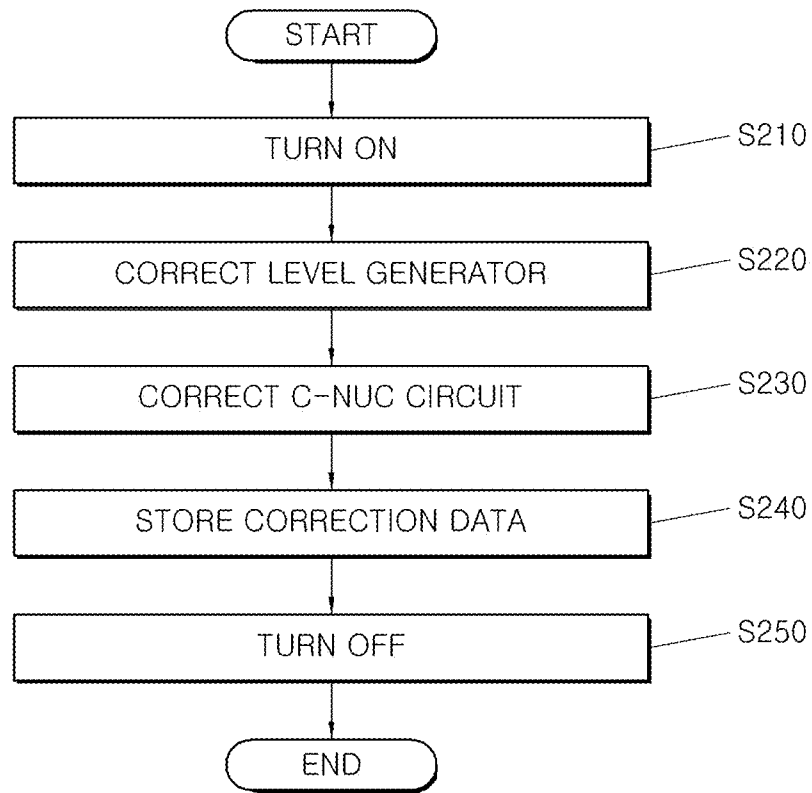 START
TURN ON
S210
CORRECT LEVEL GENERATOR
S220
CORRECT C-NUC CIRCUIT
S230
STORE CORRECTION DATA
S240
TURN OFF
S250
END